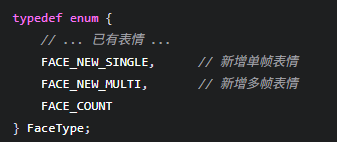 typedef enum {
    // ... 已有表情 ...
    FACE_NEW_SINGLE,      // 新增单帧表情
    FACE_NEW_MULTI,       // 新增多帧表情
    FACE_COUNT
} FaceType;